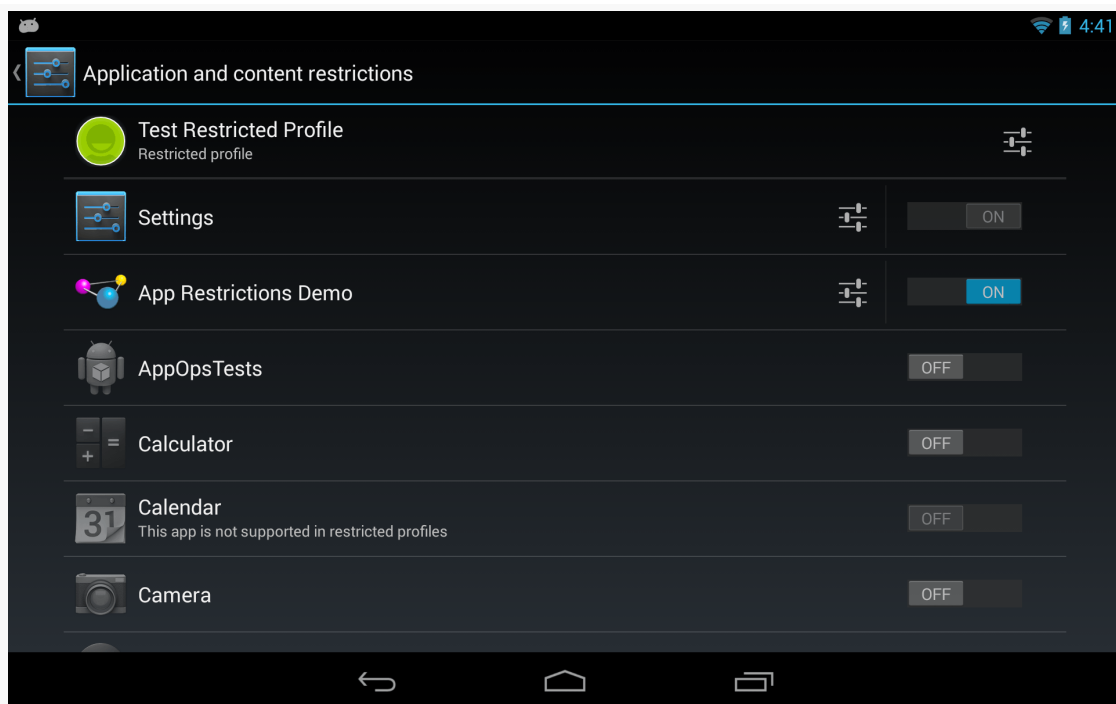 4:41
Application and content restrictions
Test Restricted Profile
Restricted profile
Settings
ON
App Restrictions Demo
ON
AppOpsTests
OFF
Calculator
OFF
31
Calendar
This app is not supported in restricted profiles
OFF
Camera
OFF